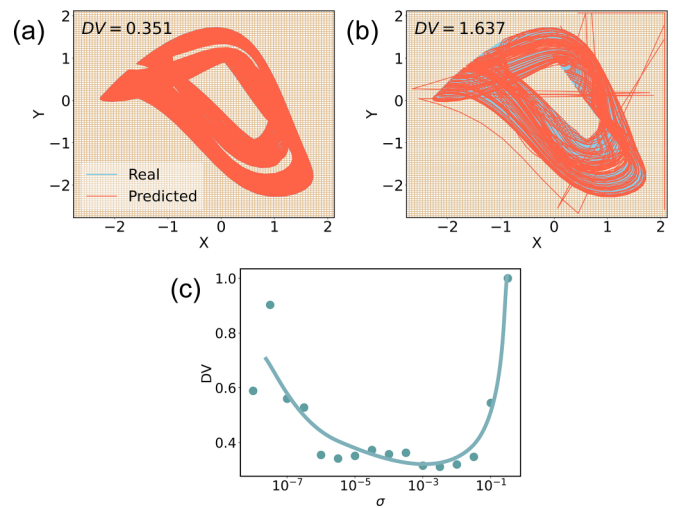 (a)
DV = 0.351
2
1
0
−1
−2
Y
Real
Predicted
−2
−1
0
1
2
X
(b)
DV = 1.637
2
1
0
−1
−2
Y
−2
−1
0
1
2
X
(c)
1.0
0.8
0.6
0.4
DV
10⁻⁷
10⁻⁵
10⁻³
10⁻¹
σ